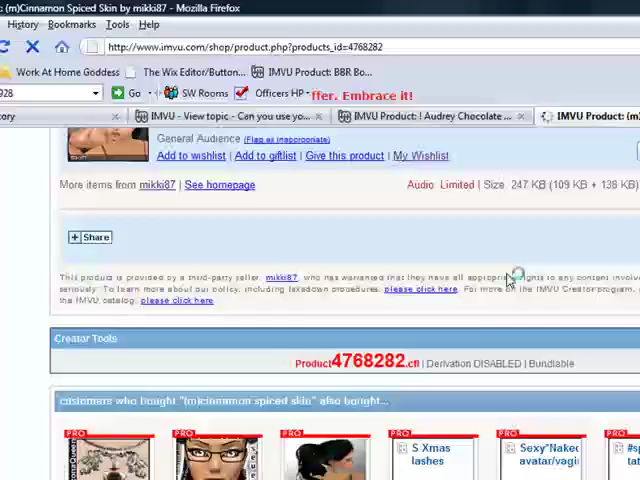 : (m)Cinnamon Spiced Skin by mikki87 - Mozilla Firefox
History Bookmarks Tools Help
http://www.imvu.com/shop/product.php?products_id=4768282
Work At Home Goddess The Wix Editor/Button... IMVU Product: BBR Bo...
928 Go SW Rooms Officers HP ffer. Embrace it!
ory IMVU - View topic - Can you use yo... IMVU Product: ! Audrey Chocolate ... IMVU Product: (m)
General Audience (Flag as inappropriate)
Add to wishlist | Add to giftlist | Give this product | My Wishlist
More items from mikki87 | See homepage Audio Limited | Size 247 KB (109 KB + 138 KB)
Share
This product is provided by a third-party seller, mikki87, who has warranted that they have all rights to any content involve
seriously. To learn more about our policy, including takedown procedures, please click here. For more on the IMVU Creator program,
the IMVU catalog, please click here
Creator Tools
Product4768282.cfl | Derivation DISABLED | Bundlable
customers who bought "(m)cinnamon spiced skin" also bought...
PRO PRO PRO PRO PRO PRO
S Xmas Sexy*Naked #sp
lashes avatar/vagi tat